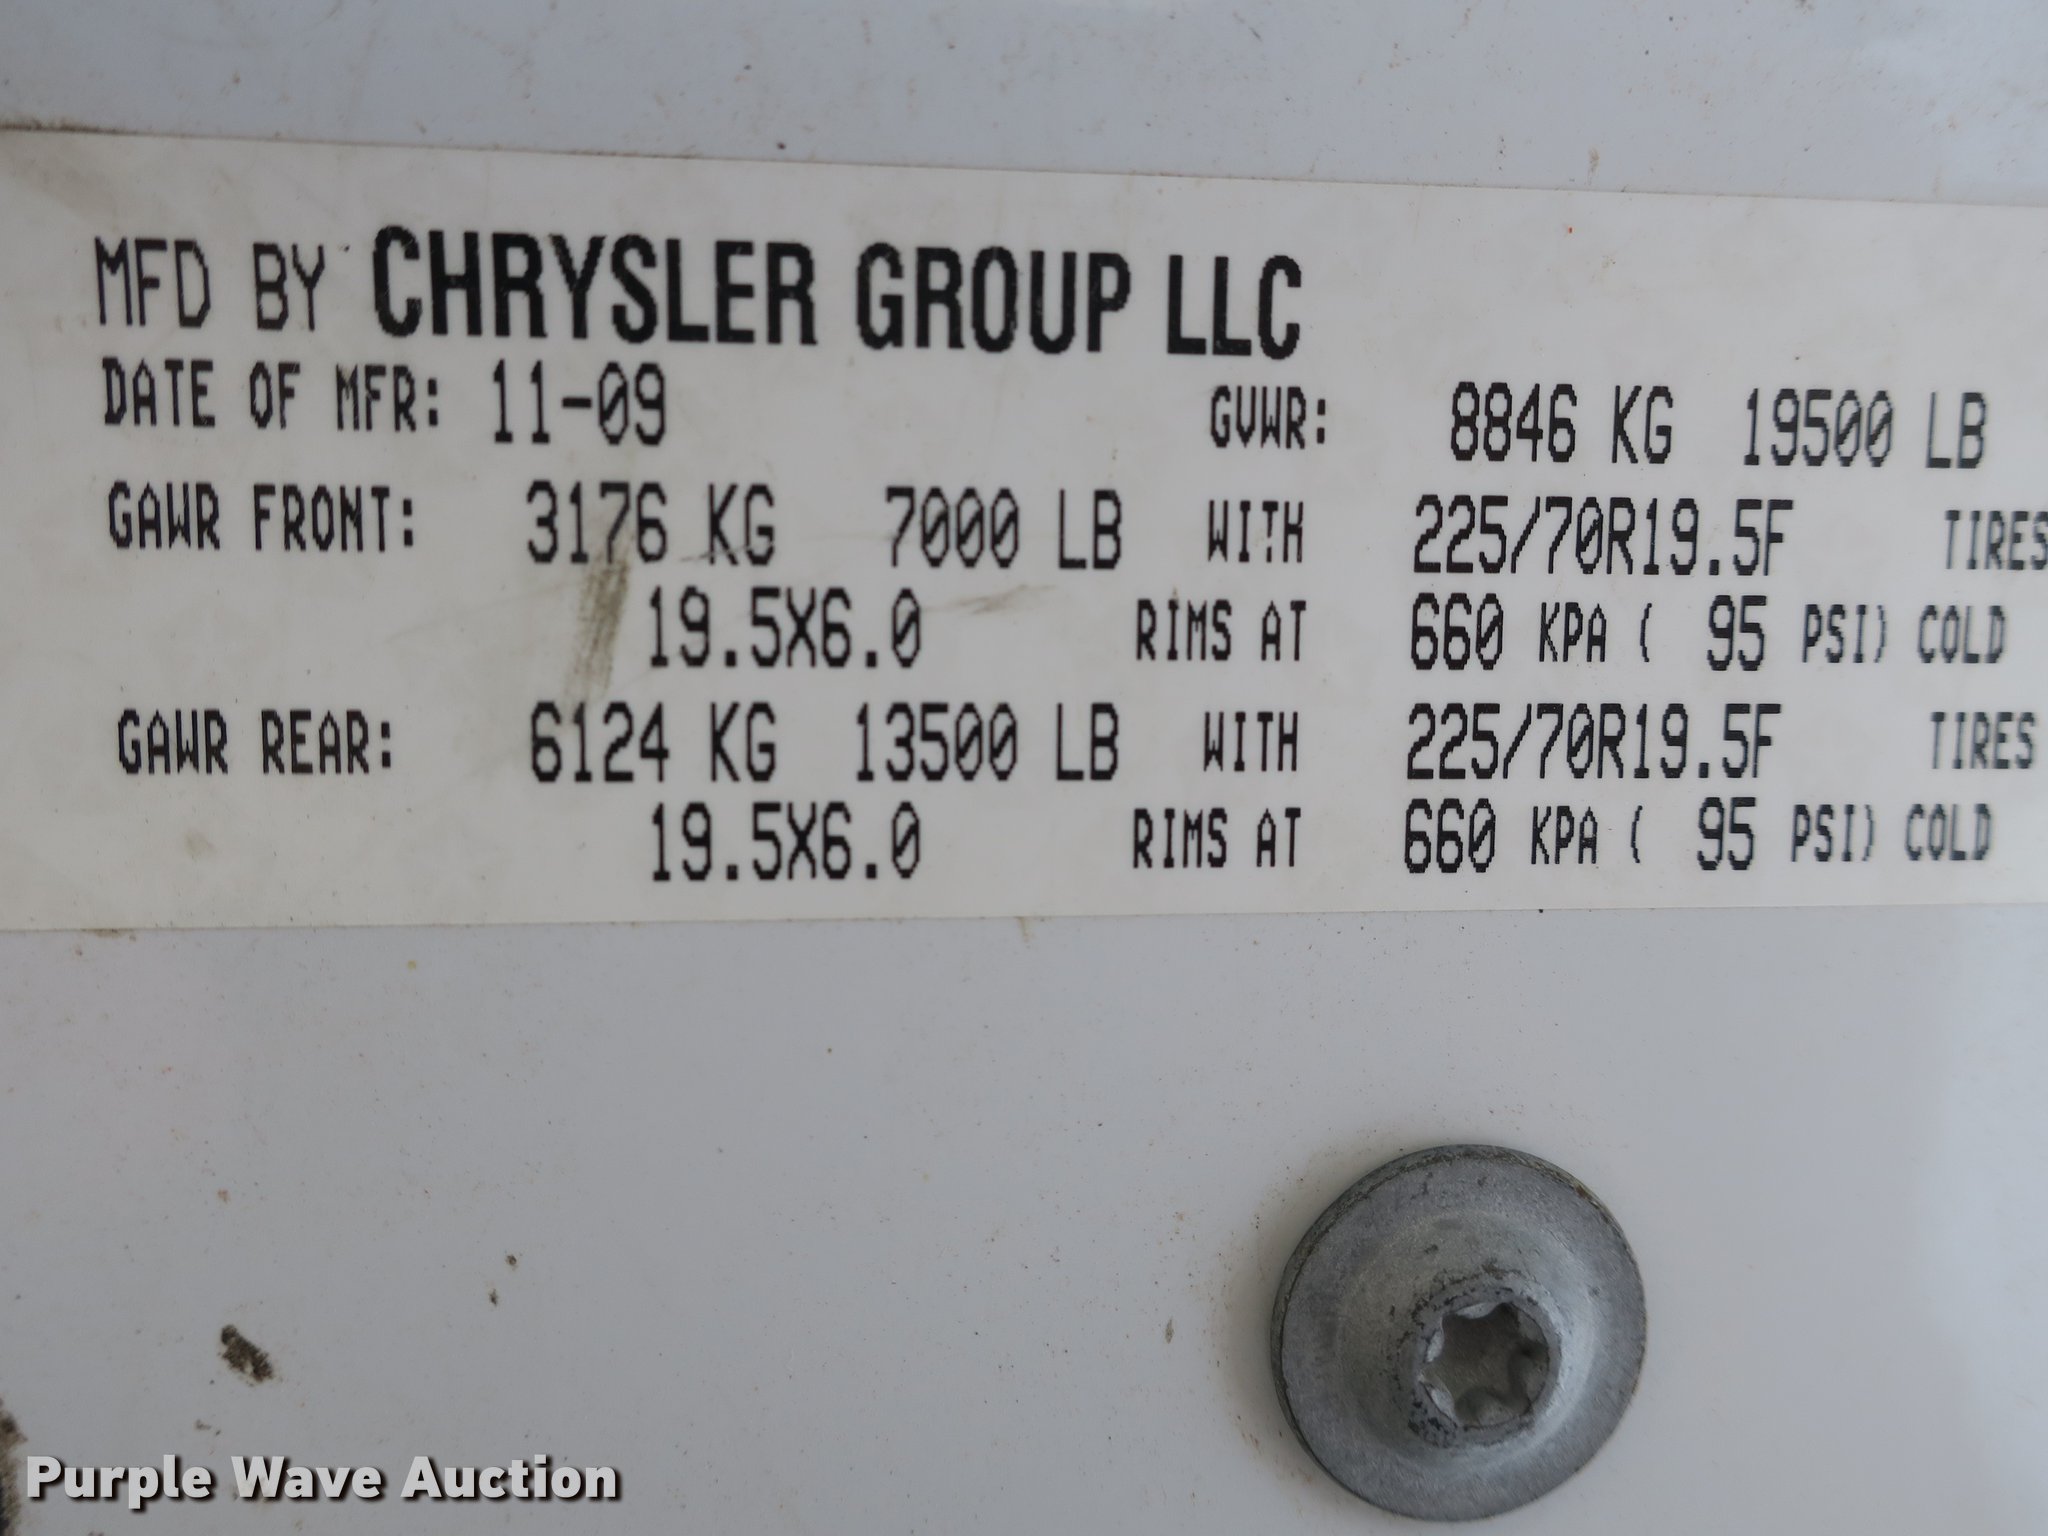 MFD BY CHRYSLER GROUP LLC
DATE OF MFR: 11-09 GVWR: 8846 KG 19500 LB
GAWR FRONT: 3176 KG 7000 LB WITH 225/70R19.5F TIRES
19.5X6.0 RIMS AT 660 KPA ( 95 PSI) COLD
GAWR REAR: 6124 KG 13500 LB WITH 225/70R19.5F TIRES
19.5X6.0 RIMS AT 660 KPA ( 95 PSI) COLD
Purple Wave Auction